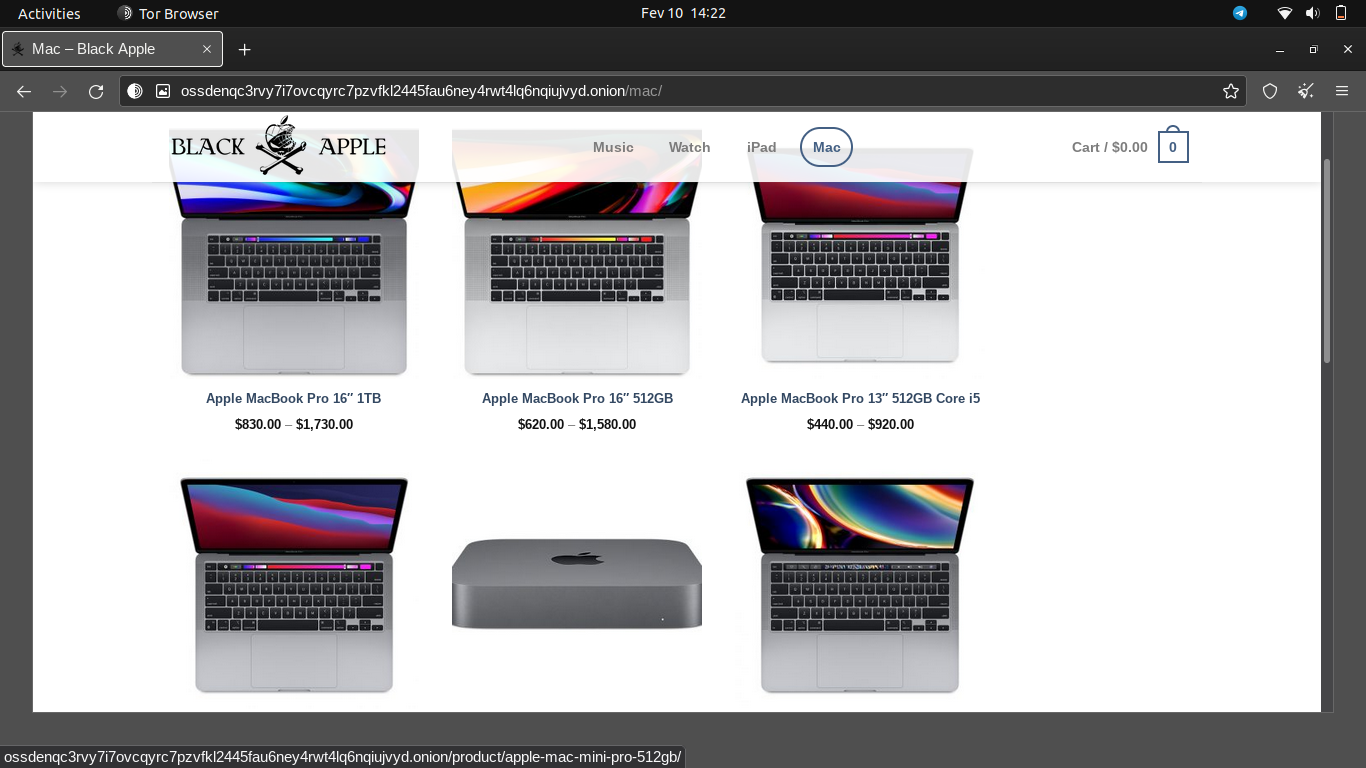 Activities Tor Browser Fev 10 14:22
Mac – Black Apple
ossdenqc3rvy7i7ovcqyrc7pzvfkl2445fau6ney4rwt4lq6nqiujvyd.onion/mac/
BLACK APPLE
Music Watch iPad Mac Cart / $0.00 0
Apple MacBook Pro 16″ 1TB
$830.00 – $1,730.00
Apple MacBook Pro 16″ 512GB
$620.00 – $1,580.00
Apple MacBook Pro 13″ 512GB Core i5
$440.00 – $920.00
ossdenqc3rvy7i7ovcqyrc7pzvfkl2445fau6ney4rwt4lq6nqiujvyd.onion/product/apple-mac-mini-pro-512gb/